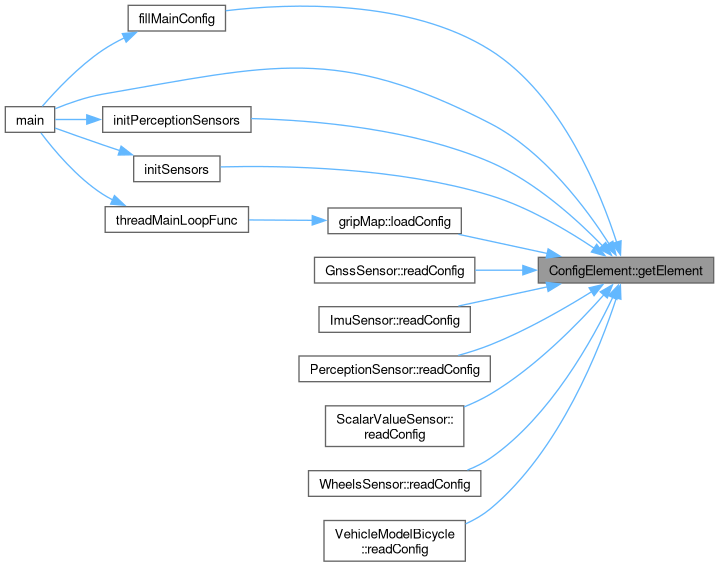 fillMainConfig
main
initPerceptionSensors
initSensors
threadMainLoopFunc
gripMap::loadConfig
GnssSensor::readConfig
ConfigElement::getElement
ImuSensor::readConfig
PerceptionSensor::readConfig
ScalarValueSensor::
readConfig
WheelsSensor::readConfig
VehicleModelBicycle
::readConfig